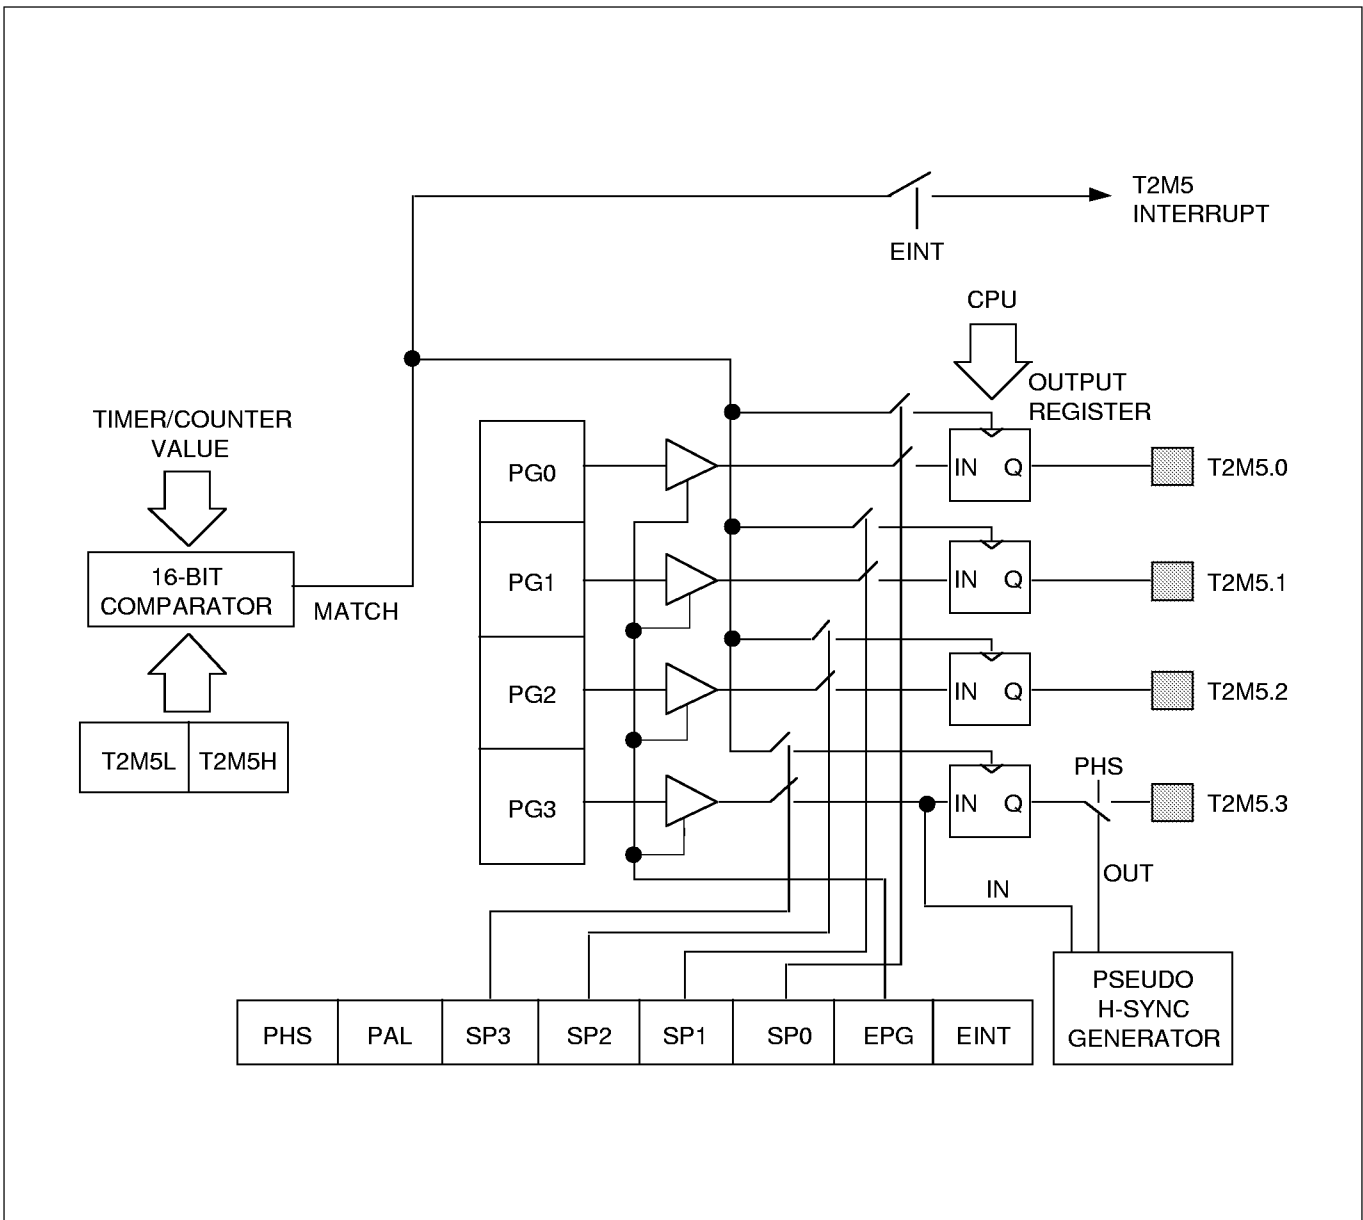 T2M5
INTERRUPT
EINT
CPU
OUTPUT
REGISTER
TIMER/COUNTER
VALUE
16-BIT
COMPARATOR
MATCH
T2M5L T2M5H
PG0
IN Q
T2M5.0
PG1
IN Q
T2M5.1
PG2
IN Q
T2M5.2
PG3
IN Q
PHS
T2M5.3
OUT
IN
PSEUDO
H-SYNC
GENERATOR
PHS PAL SP3 SP2 SP1 SP0 EPG EINT